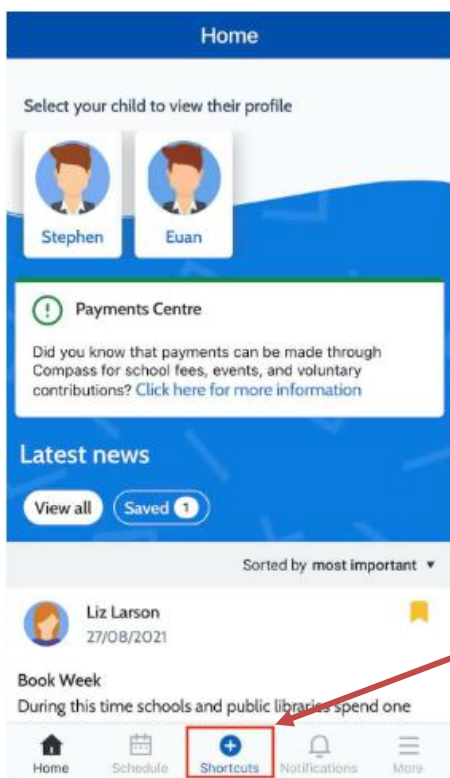 Home
Select your child to view their profile
Stephen
Euan
Payments Centre
Did you know that payments can be made through
Compass for school fees, events, and voluntary
contributions? Click here for more information
Latest news
View all
Saved 1
Sorted by most important
Liz Larson
27/08/2021
Book Week
During this time schools and public libraries spend one
Home
Schedule
Shortcuts
Notifications
More